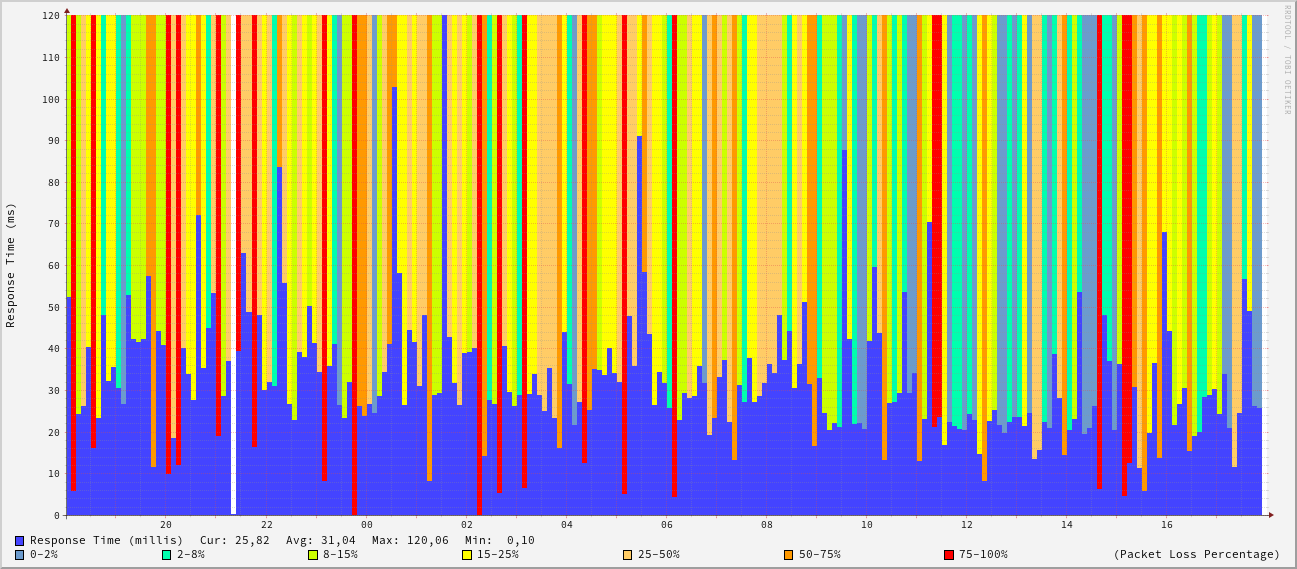 RRDTOOL / TOBI OETIKER
Response Time (ms)
120
110
100
90
80
70
60
50
40
30
20
10
0
20 22 00 02 04 06 08 10 12 14 16
Response Time (millis) Cur: 25,82 Avg: 31,04 Max: 120,06 Min: 0,10
0-2% 2-8% 8-15% 15-25% 25-50% 50-75% 75-100% (Packet Loss Percentage)